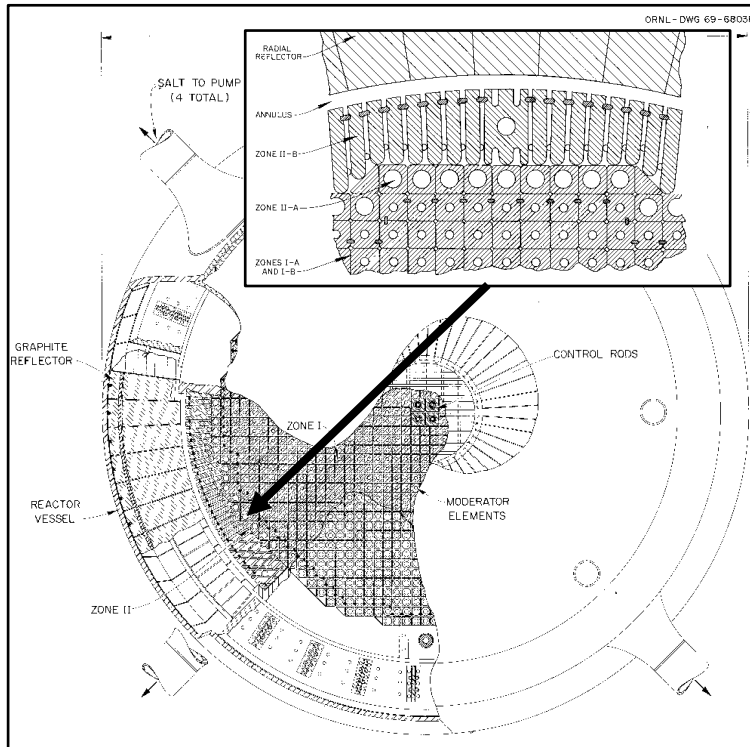 ORNL-DWG 69-6803
RADIAL
REFLECTOR
SALT TO PUMP
(4 TOTAL)
ANNULUS
ZONE II-B
ZONE II-A
ZONES I-A
AND I-B
GRAPHITE
REFLECTOR
CONTROL RODS
ZONE I
REACTOR
VESSEL
MODERATOR
ELEMENTS
ZONE II